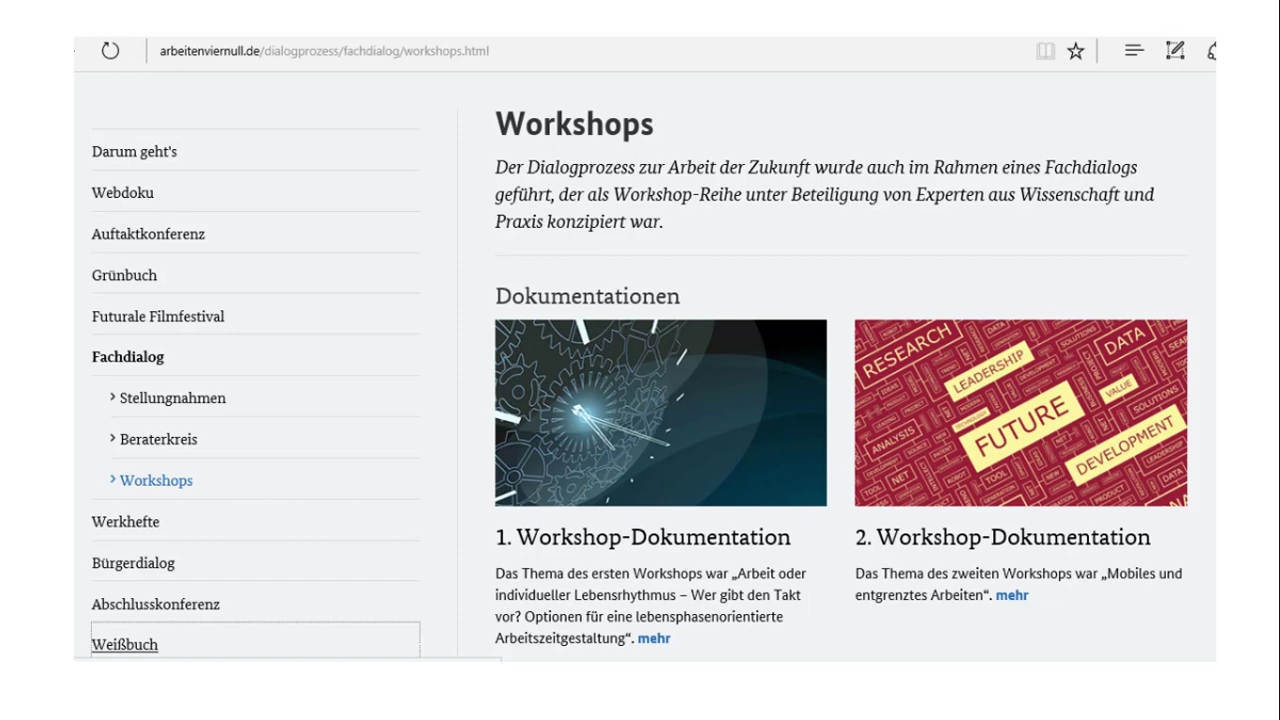 arbeitenviernull.de/dialogprozess/fachdialog/workshops.html
Darum geht's
Webdoku
Auftaktkonferenz
Grünbuch
Futurale Filmfestival
Fachdialog
Stellungnahmen
Beraterkreis
Workshops
Werkhefte
Bürgerdialog
Abschlusskonferenz
Weißbuch
Workshops
Der Dialogprozess zur Arbeit der Zukunft wurde auch im Rahmen eines Fachdialogs
geführt, der als Workshop-Reihe unter Beteiligung von Experten aus Wissenschaft und
Praxis konzipiert war.
Dokumentationen
RESEARCH
LEADERSHIP
DATA
VALUE
FUTURE
DEVELOPMENT
ANALYSIS
SOLUTIONS
NET
TOOL
1. Workshop-Dokumentation
Das Thema des ersten Workshops war „Arbeit oder
individueller Lebensrhythmus – Wer gibt den Takt
vor? Optionen für eine lebensphasenorientierte
Arbeitszeitgestaltung“. mehr
2. Workshop-Dokumentation
Das Thema des zweiten Workshops war „Mobiles und
entgrenztes Arbeiten“. mehr